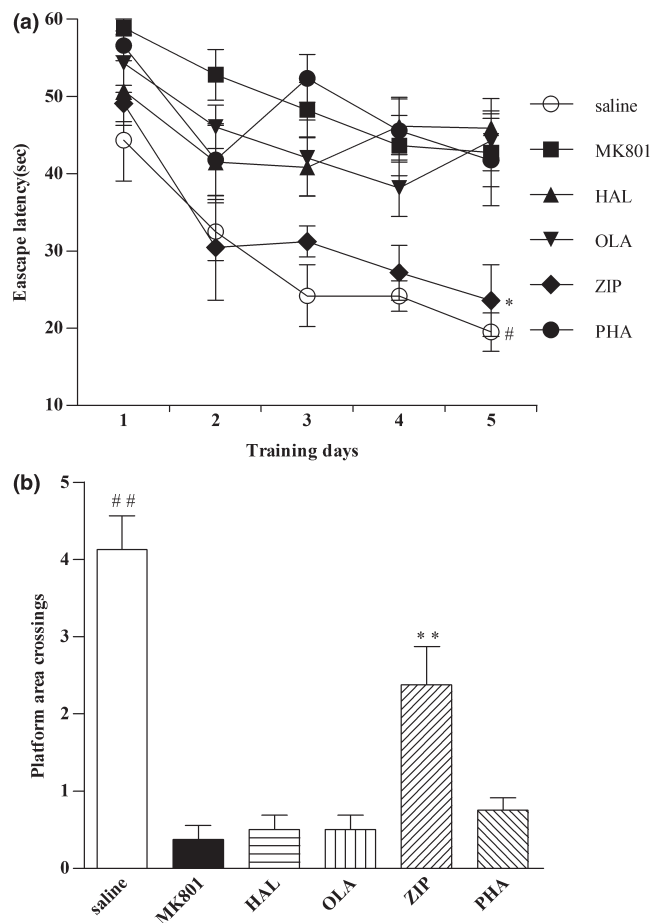 (a)
60
50
40
30
20
10
Eascape latency(sec)
1 2 3 4 5
Training days
*
#
saline
MK801
HAL
OLA
ZIP
PHA
(b)
5
4
3
2
1
0
Platform area crossings
# #
* *
saline
MK801
HAL
OLA
ZIP
PHA